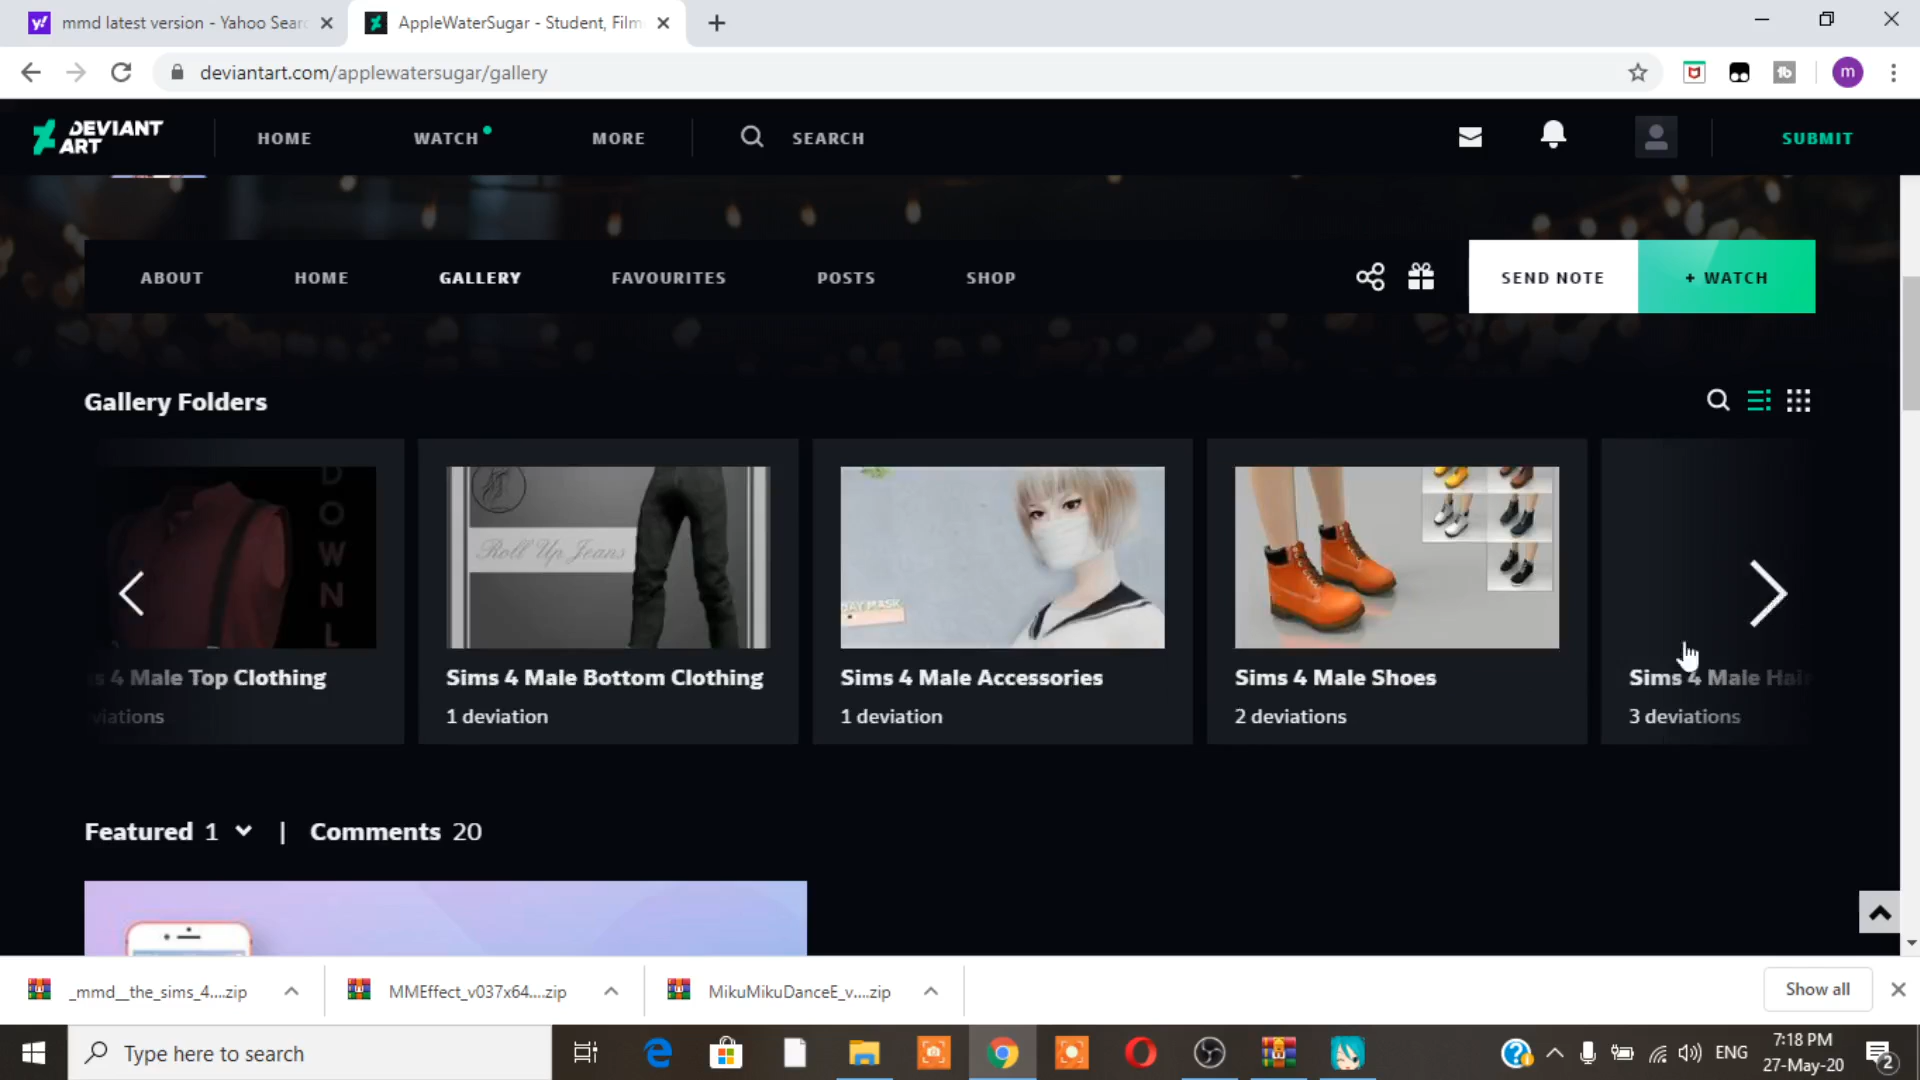 mmd latest version - Yahoo Sear
AppleWaterSugar - Student, Film
deviantart.com/applewatersugar/gallery
m
DEVIANT ART
HOME
WATCH
MORE
SEARCH
SUBMIT
ABOUT
HOME
GALLERY
FAVOURITES
POSTS
SHOP
SEND NOTE
+ WATCH
Gallery Folders
DOWNL
Roll Up Jeans
DAY MASK
s 4 Male Top Clothing
viations
Sims 4 Male Bottom Clothing
1 deviation
Sims 4 Male Accessories
1 deviation
Sims 4 Male Shoes
2 deviations
Sims 4 Male Hair
3 deviations
Featured 1 | Comments 20
_mmd__the_sims_4....zip
MMEffect_v037x64....zip
MikuMikuDanceE_v....zip
Show all
Type here to search
ENG
7:18 PM
27-May-20
2